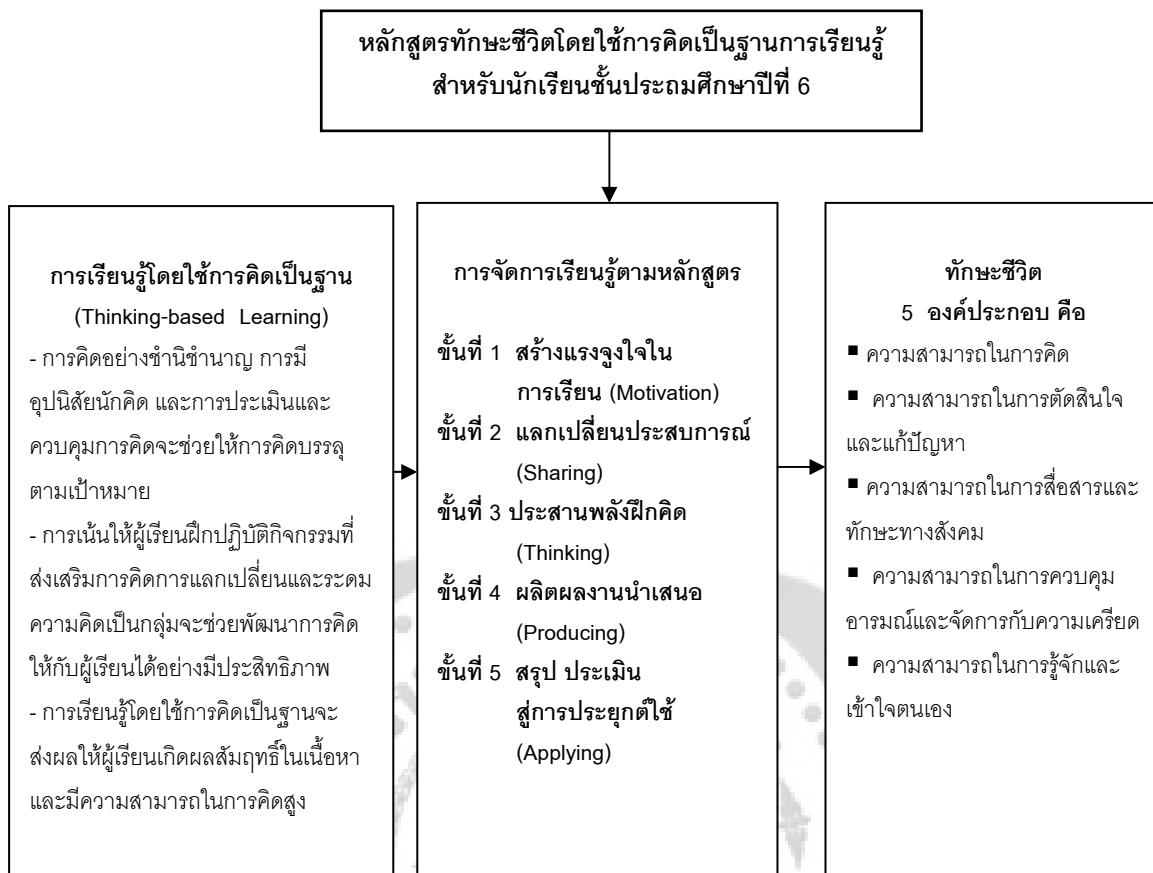 หลักสูตรทักษะชีวิตโดยใช้การคิดเป็นฐานการเรียนรู้
สำหรับนักเรียนชั้นประถมศึกษาปีที่ 6
การเรียนรู้โดยใช้การคิดเป็นฐาน
(Thinking-based Learning)
- การคิดอย่างชำนิชำนาญ การมี
อุปนิสัยนักคิด และการประเมินและ
ควบคุมการคิดจะช่วยให้การคิดบรรลุ
ตามเป้าหมาย
- การเน้นให้ผู้เรียนฝึกปฏิบัติกิจกรรมที่
ส่งเสริมการคิดการแลกเปลี่ยนและระดม
ความคิดเป็นกลุ่มจะช่วยพัฒนาการคิด
ให้กับผู้เรียนได้อย่างมีประสิทธิภาพ
- การเรียนรู้โดยใช้การคิดเป็นฐานจะ
ส่งผลให้ผู้เรียนเกิดผลสัมฤทธิ์ในเนื้อหา
และมีความสามารถในการคิดสูง
การจัดการเรียนรู้ตามหลักสูตร
ขั้นที่ 1 สร้างแรงจูงใจใน
การเรียน (Motivation)
ขั้นที่ 2 แลกเปลี่ยนประสบการณ์
(Sharing)
ขั้นที่ 3 ประสานพลังฝึกคิด
(Thinking)
ขั้นที่ 4 ผลิตผลงานนำเสนอ
(Producing)
ขั้นที่ 5 สรุป ประเมิน
สู่การประยุกต์ใช้
(Applying)
ทักษะชีวิต
5 องค์ประกอบ คือ
▪ ความสามารถในการคิด
▪ ความสามารถในการตัดสินใจ
และแก้ปัญหา
▪ ความสามารถในการสื่อสารและ
ทักษะทางสังคม
▪ ความสามารถในการควบคุม
อารมณ์และจัดการกับความเครียด
▪ ความสามารถในการรู้จักและ
เข้าใจตนเอง